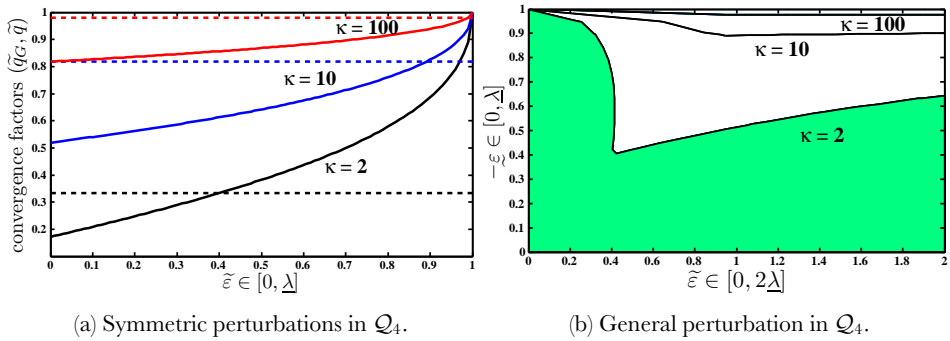 convergence factors (q̃_G, q̃)
1
0.9
0.8
0.7
0.6
0.5
0.4
0.3
0.2
κ = 100
κ = 10
κ = 2
0 0.1 0.2 0.3 0.4 0.5 0.6 0.7 0.8 0.9 1
ε̃ ∈ [0, λ̲]
(a) Symmetric perturbations in 𝒬₄.
−ε̰ ∈ [0, λ̲]
1
0.9
0.8
0.7
0.6
0.5
0.4
0.3
0.2
0.1
0
κ = 100
κ = 10
κ = 2
0 0.2 0.4 0.6 0.8 1 1.2 1.4 1.6 1.8 2
ε̃ ∈ [0, 2λ̲]
(b) General perturbation in 𝒬₄.